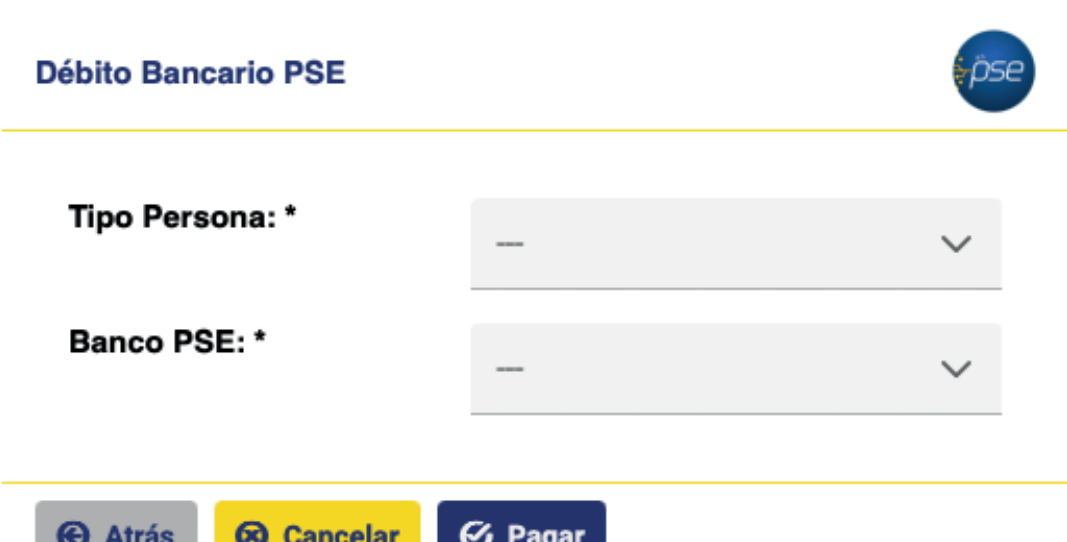 Débito Bancario PSE
pse
Tipo Persona: *
---
Banco PSE: *
---
Atrás Cancelar Pagar